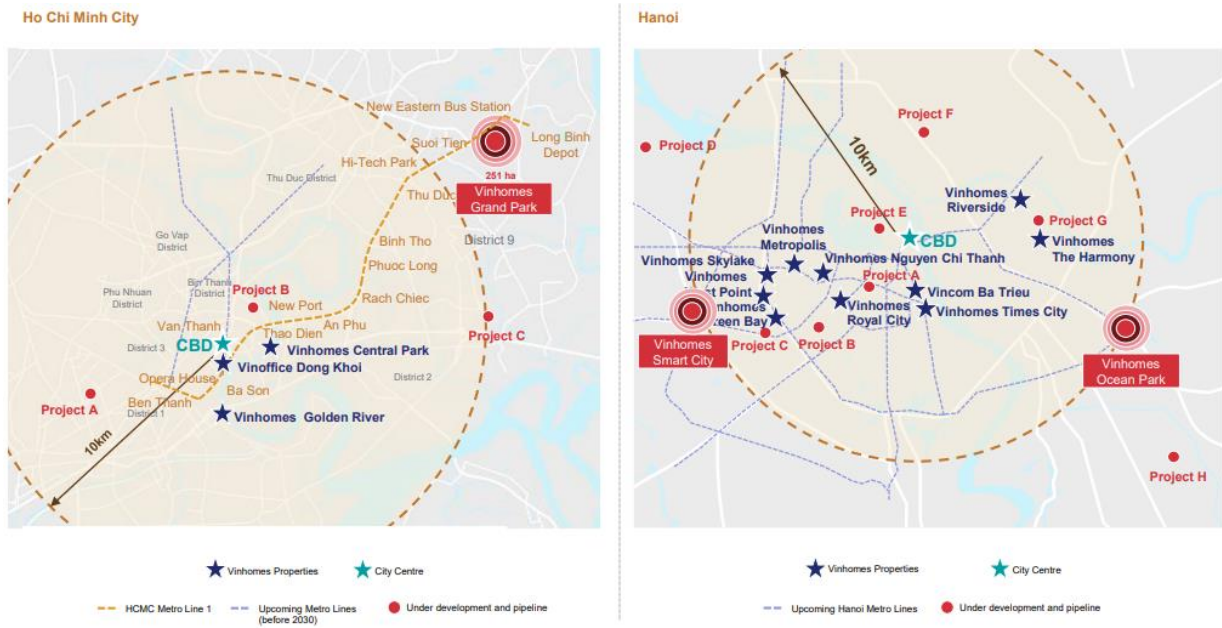 Ho Chi Minh City
New Eastern Bus Station
Suoi Tien
Long Binh
Depot
Hi-Tech Park
251 ha
Thu Duc District
Thu Duc
Vinhomes
Grand Park
Go Vap
District
Binh Tho
District 9
Phuoc Long
Bin Thanh
District
Phu Nhuan
District
Project B
New Port
Rach Chiec
Van Thanh
An Phu
Thao Dien
Project C
District 3
CBD
Vinhomes Central Park
Vinoffice Dong Khoi
District 2
Opera House
Ba Son
Project A
Ben Thanh
District 1
Vinhomes Golden River
10km
Vinhomes Properties
City Centre
HCMC Metro Line 1
Upcoming Metro Lines
(before 2030)
Under development and pipeline
Hanoi
Project F
Project D
10km
Vinhomes
Riverside
Project E
Project G
Vinhomes
Metropolis
CBD
Vinhomes
The Harmony
Vinhomes Skylake
Vinhomes Nguyen Chi Thanh
Vinhomes
Point
Project A
Vincom Ba Trieu
Vinhomes
Royal City
Vinhomes Times City
Bay
Vinhomes
Smart City
Project C
Project B
Vinhomes
Ocean Park
Project H
Vinhomes Properties
City Centre
Upcoming Hanoi Metro Lines
Under development and pipeline